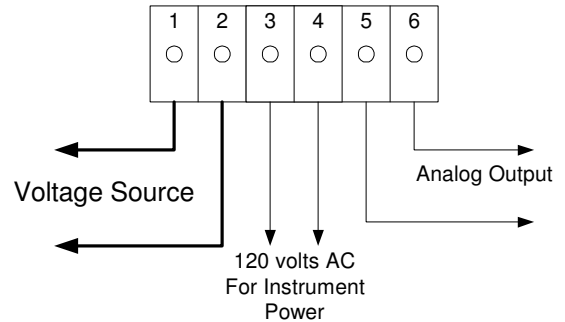 1 2 3 4 5 6
Analog Output
Voltage Source
120 volts AC
For Instrument
Power